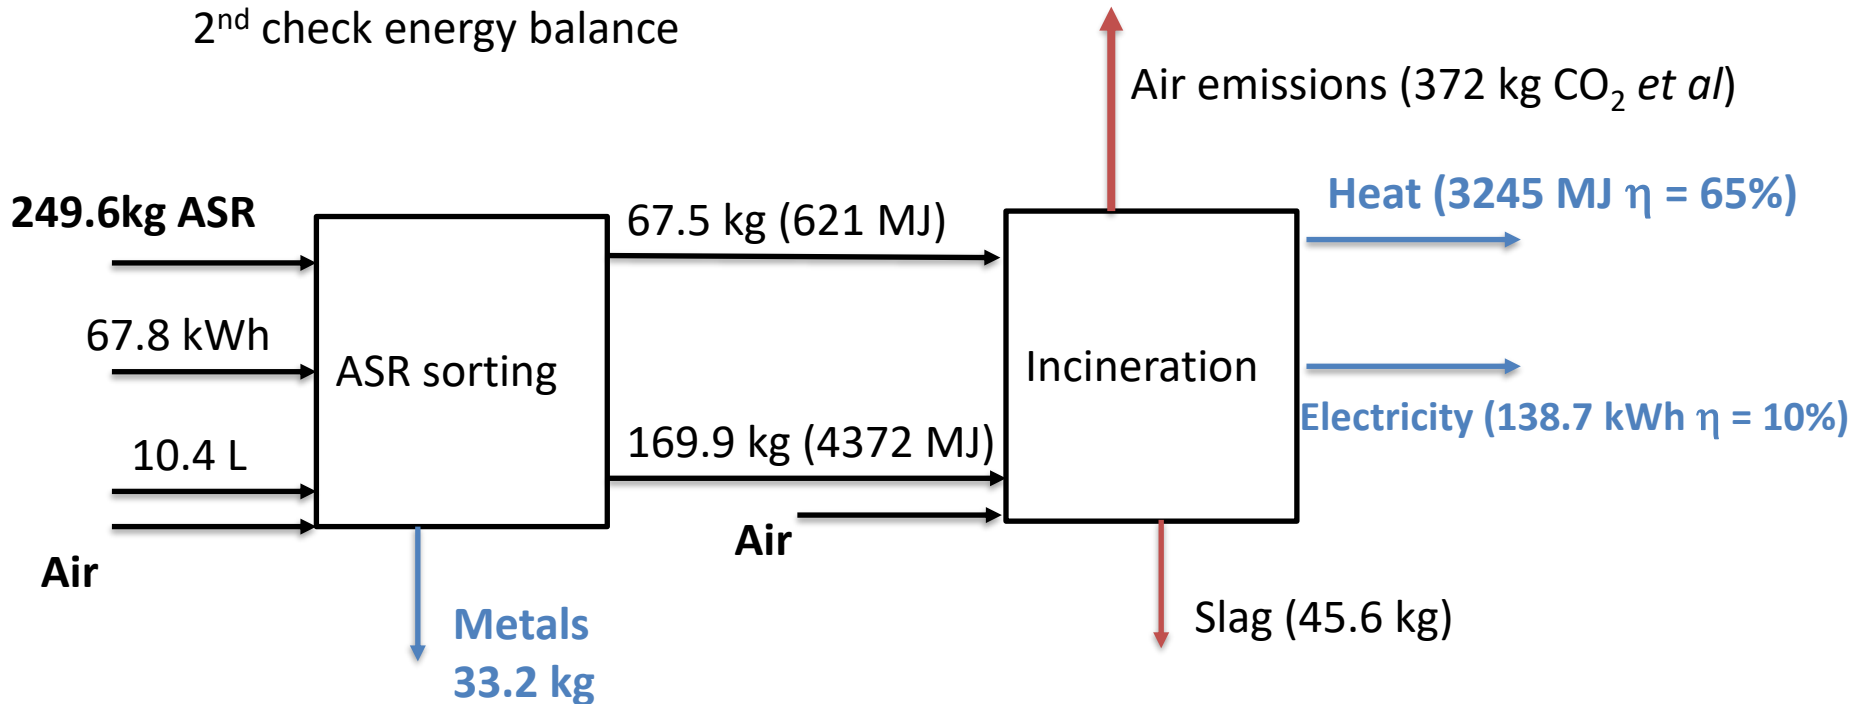 2nd check energy balance
Air emissions (372 kg CO2 et al)
249.6kg ASR
67.5 kg (621 MJ)
Heat (3245 MJ η = 65%)
67.8 kWh
ASR sorting
Incineration
Electricity (138.7 kWh η = 10%)
10.4 L
169.9 kg (4372 MJ)
Air
Air
Metals
33.2 kg
Slag (45.6 kg)